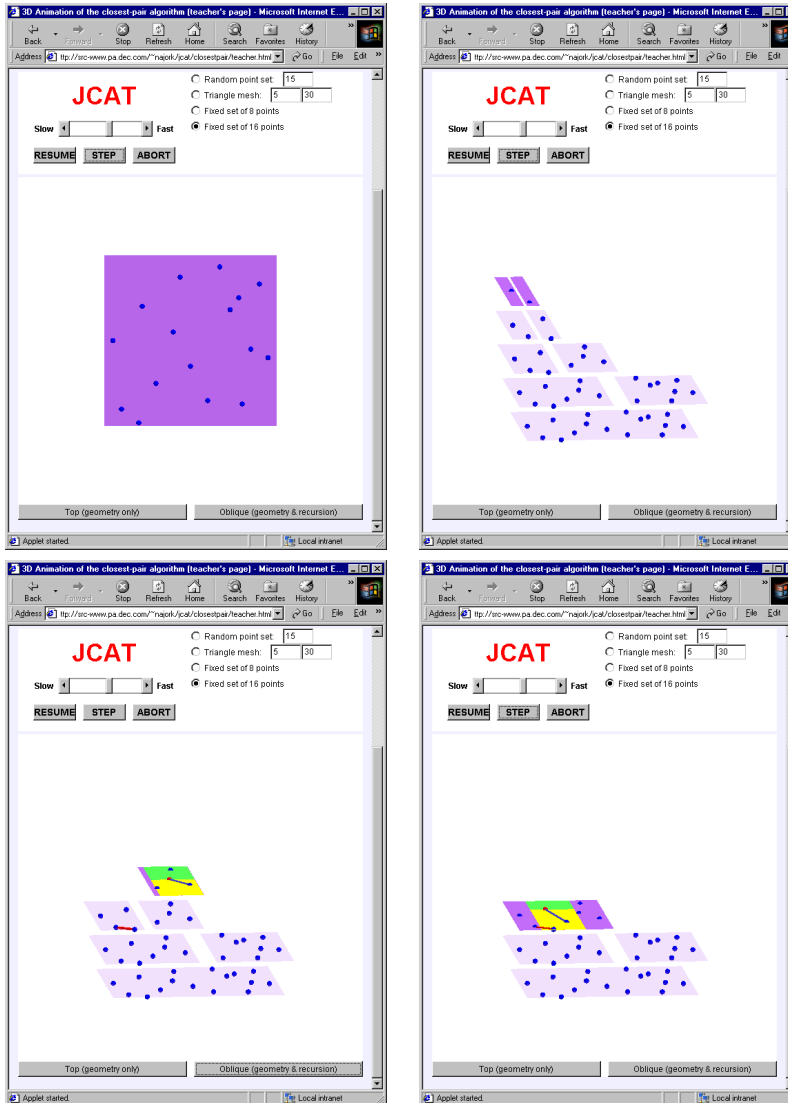 3D Animation of the closest-pair algorithm (teacher's page) - Microsoft Internet E...
Back Forward Stop Refresh Home Search Favorites History »
Address ttp://src-www.pa.dec.com/~najork/jcat/closestpair/teacher.html Go File Edit »
JCAT
Random point set: 15
Triangle mesh: 5 30
Fixed set of 8 points
Fixed set of 16 points
Slow Fast
RESUME STEP ABORT
Top (geometry only) Oblique (geometry & recursion)
Applet started. Local intranet
3D Animation of the closest-pair algorithm (teacher's page) - Microsoft Internet E...
Back Forward Stop Refresh Home Search Favorites History »
Address ttp://src-www.pa.dec.com/~najork/jcat/closestpair/teacher.html Go File Edit
JCAT
Random point set: 15
Triangle mesh: 5 30
Fixed set of 8 points
Fixed set of 16 points
Slow Fast
RESUME STEP ABORT
Top (geometry only) Oblique (geometry & recursion)
Applet started. Local intranet
3D Animation of the closest-pair algorithm (teacher's page) - Microsoft Internet E...
Back Forward Stop Refresh Home Search Favorites History »
Address ttp://src-www.pa.dec.com/~najork/jcat/closestpair/teacher.html Go File Edit »
JCAT
Random point set: 15
Triangle mesh: 5 30
Fixed set of 8 points
Fixed set of 16 points
Slow Fast
RESUME STEP ABORT
Top (geometry only) Oblique (geometry & recursion)
Applet started. Local intranet
3D Animation of the closest-pair algorithm (teacher's page) - Microsoft Internet E...
Back Forward Stop Refresh Home Search Favorites History »
Address ttp://src-www.pa.dec.com/~najork/jcat/closestpair/teacher.html Go File Edit
JCAT
Random point set: 15
Triangle mesh: 5 30
Fixed set of 8 points
Fixed set of 16 points
Slow Fast
RESUME STEP ABORT
Top (geometry only) Oblique (geometry & recursion)
Applet started. Local intranet